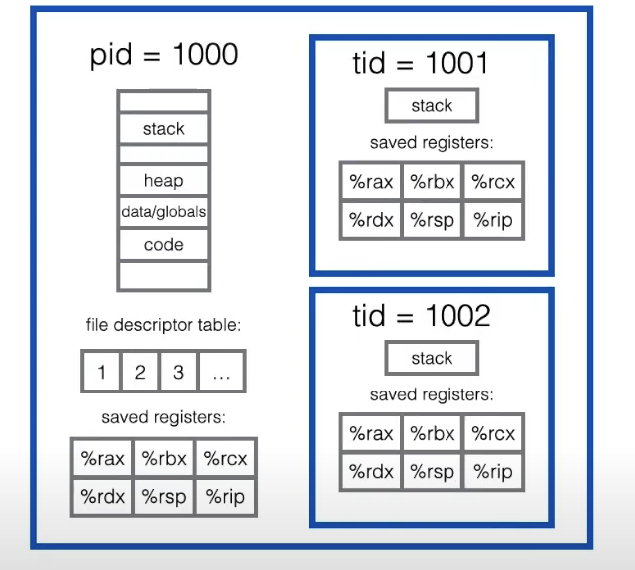 pid = 1000
stack
heap
data/globals
code
file descriptor table:
1 2 3 ...
saved registers:
%rax %rbx %rcx
%rdx %rsp %rip
tid = 1001
stack
saved registers:
%rax %rbx %rcx
%rdx %rsp %rip
tid = 1002
stack
saved registers:
%rax %rbx %rcx
%rdx %rsp %rip